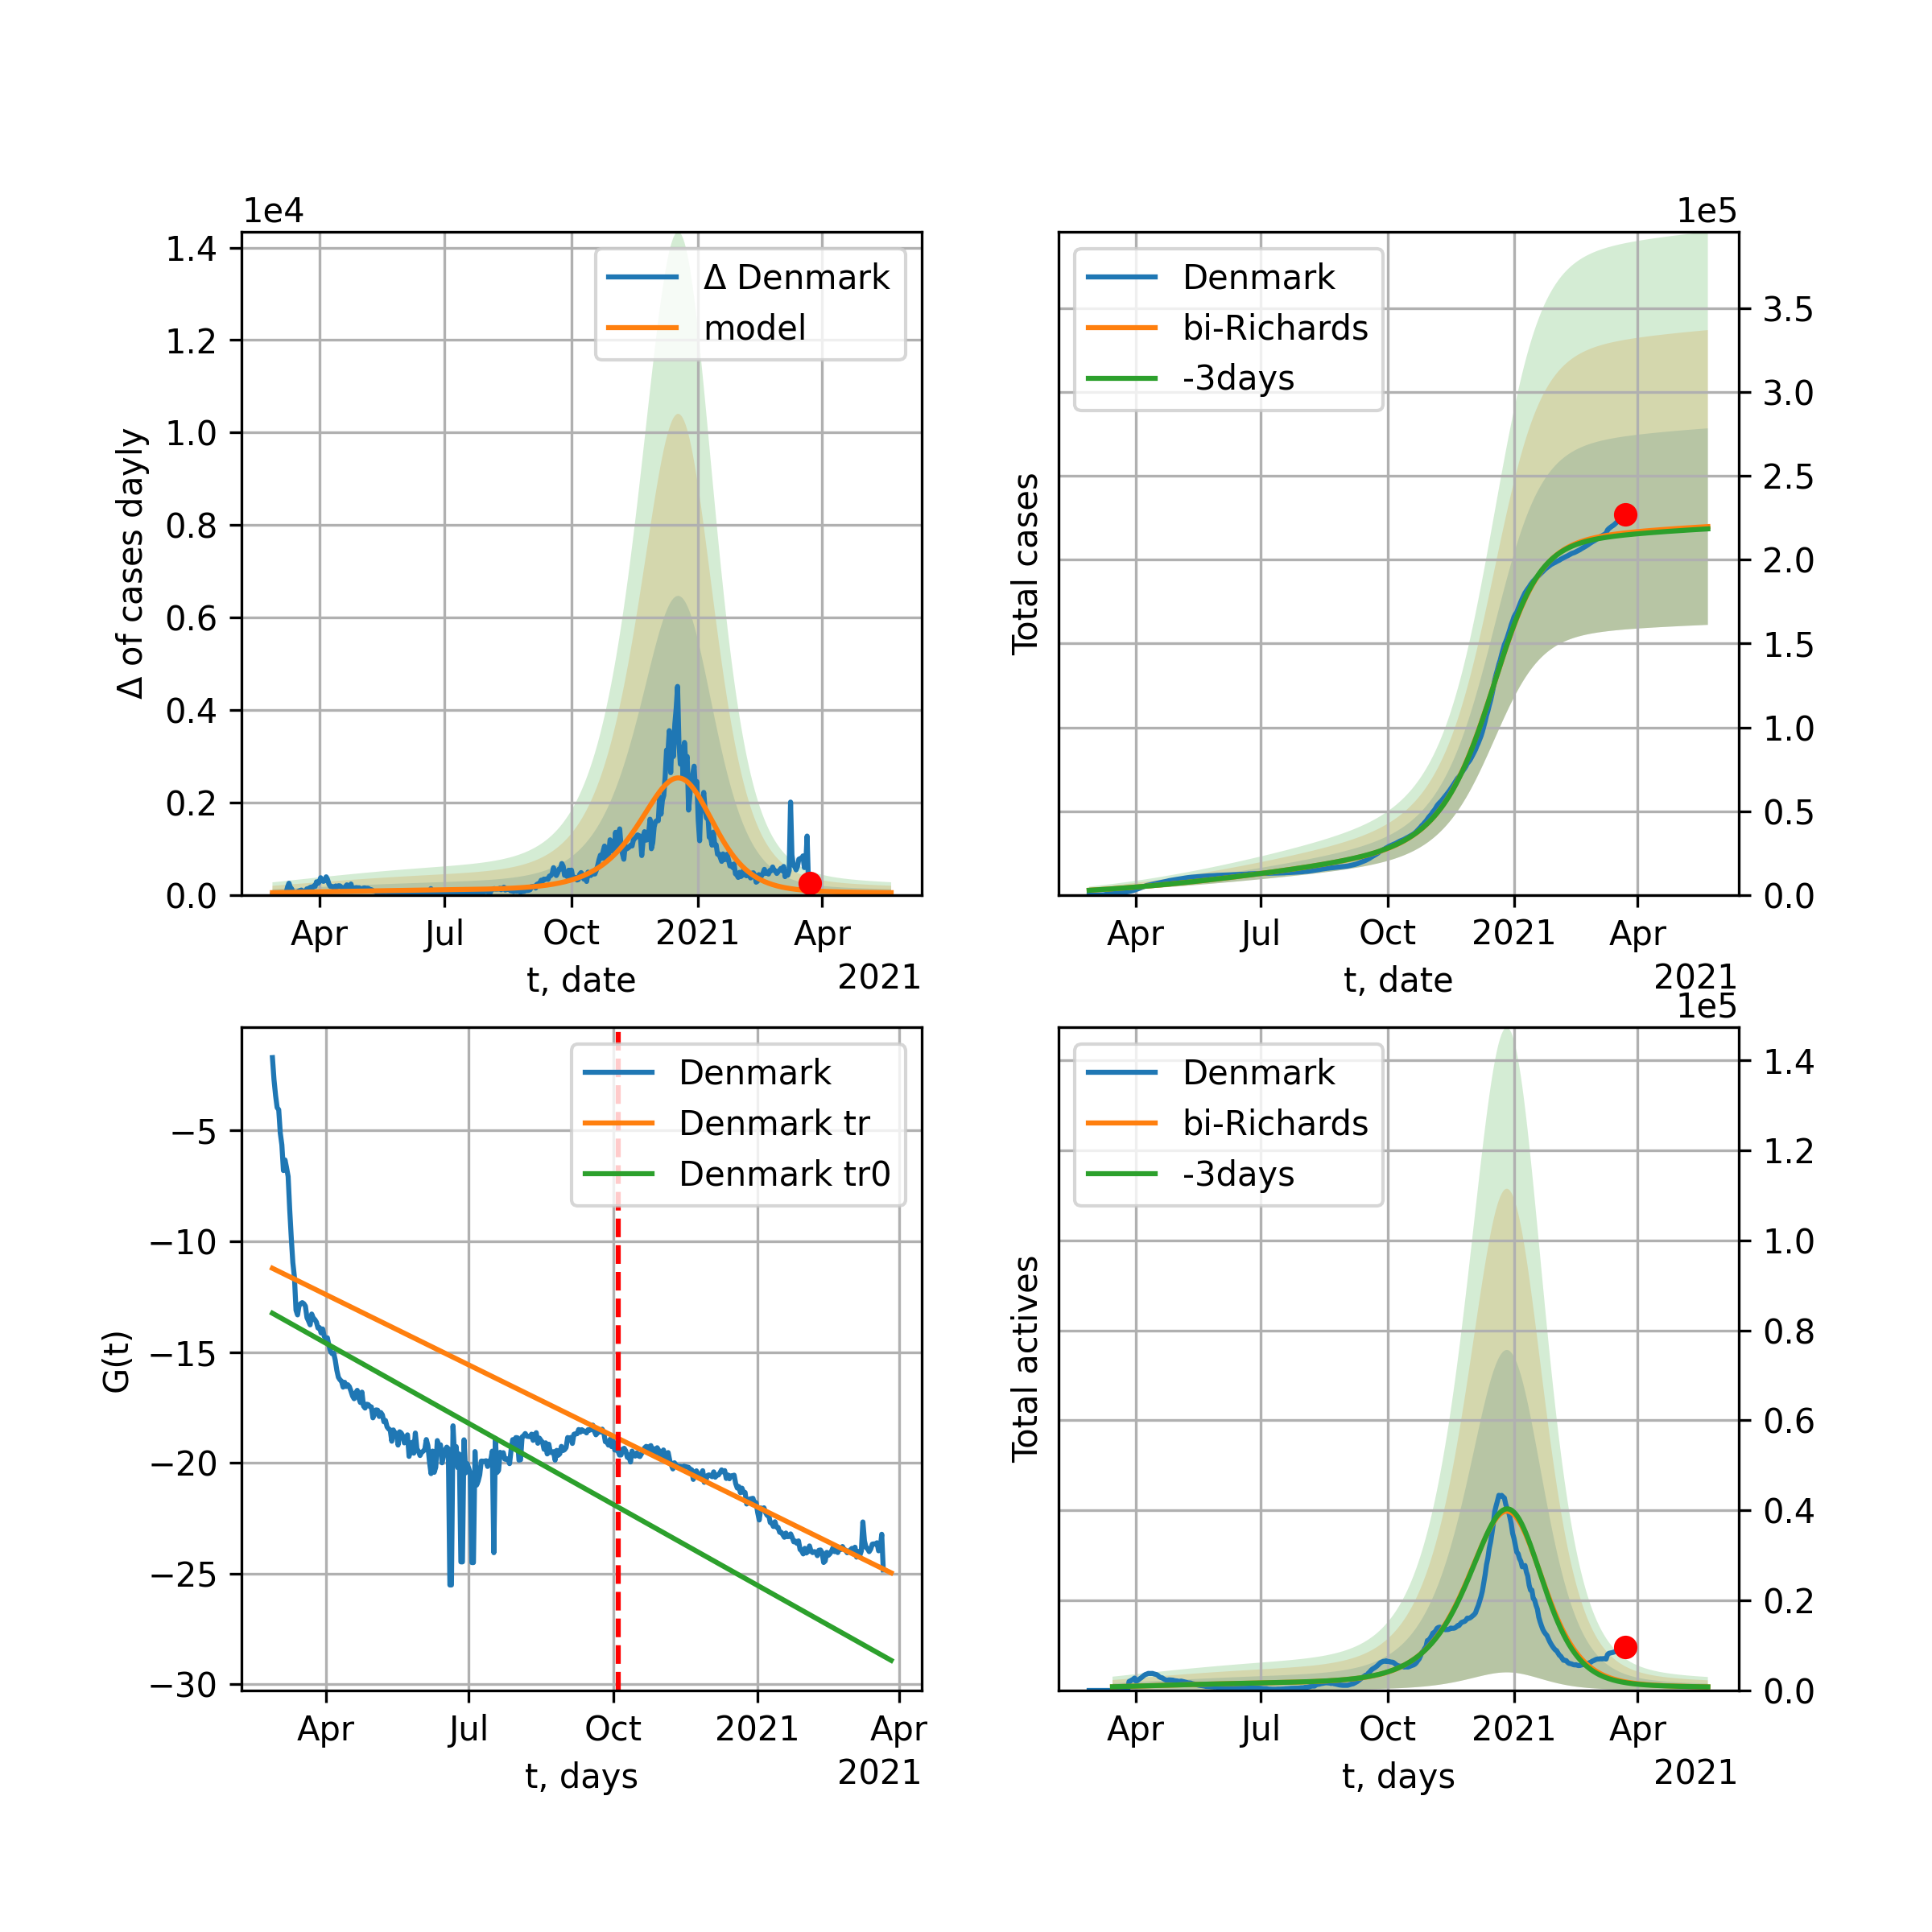 1e4
1.4
1.2
1.0
0.8
0.6
0.4
0.2
0.0
Δ of cases dayly
Δ Denmark
model
Apr
Jul
Oct
2021
Apr
t, date
2021
1e5
Denmark
bi-Richards
-3days
Total cases
3.5
3.0
2.5
2.0
1.5
1.0
0.5
0.0
Apr
Jul
Oct
2021
Apr
t, date
2021
Denmark
Denmark tr
Denmark tr0
G(t)
−5
−10
−15
−20
−25
−30
Apr
Jul
Oct
2021
Apr
t, days
2021
1e5
Denmark
bi-Richards
-3days
Total actives
1.4
1.2
1.0
0.8
0.6
0.4
0.2
0.0
Apr
Jul
Oct
2021
Apr
t, days
2021